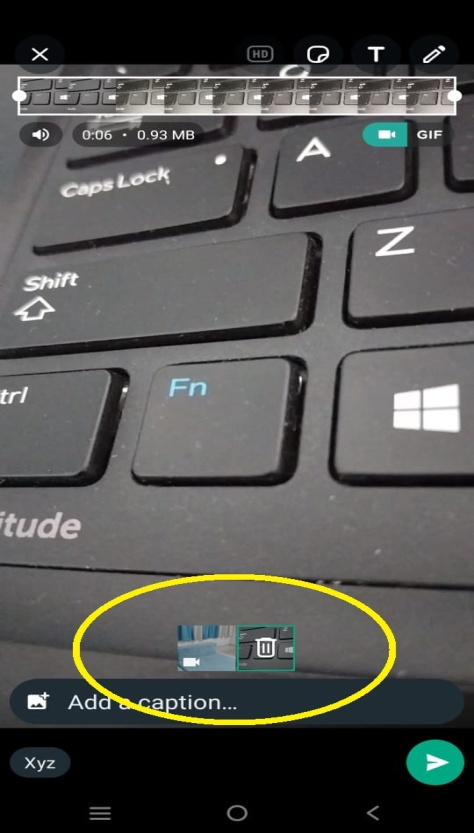 HD
T
0:06 • 0.93 MB
GIF
Caps Lock
A
Shift
Z
trl
Fn
itude
Add a caption...
Xyz